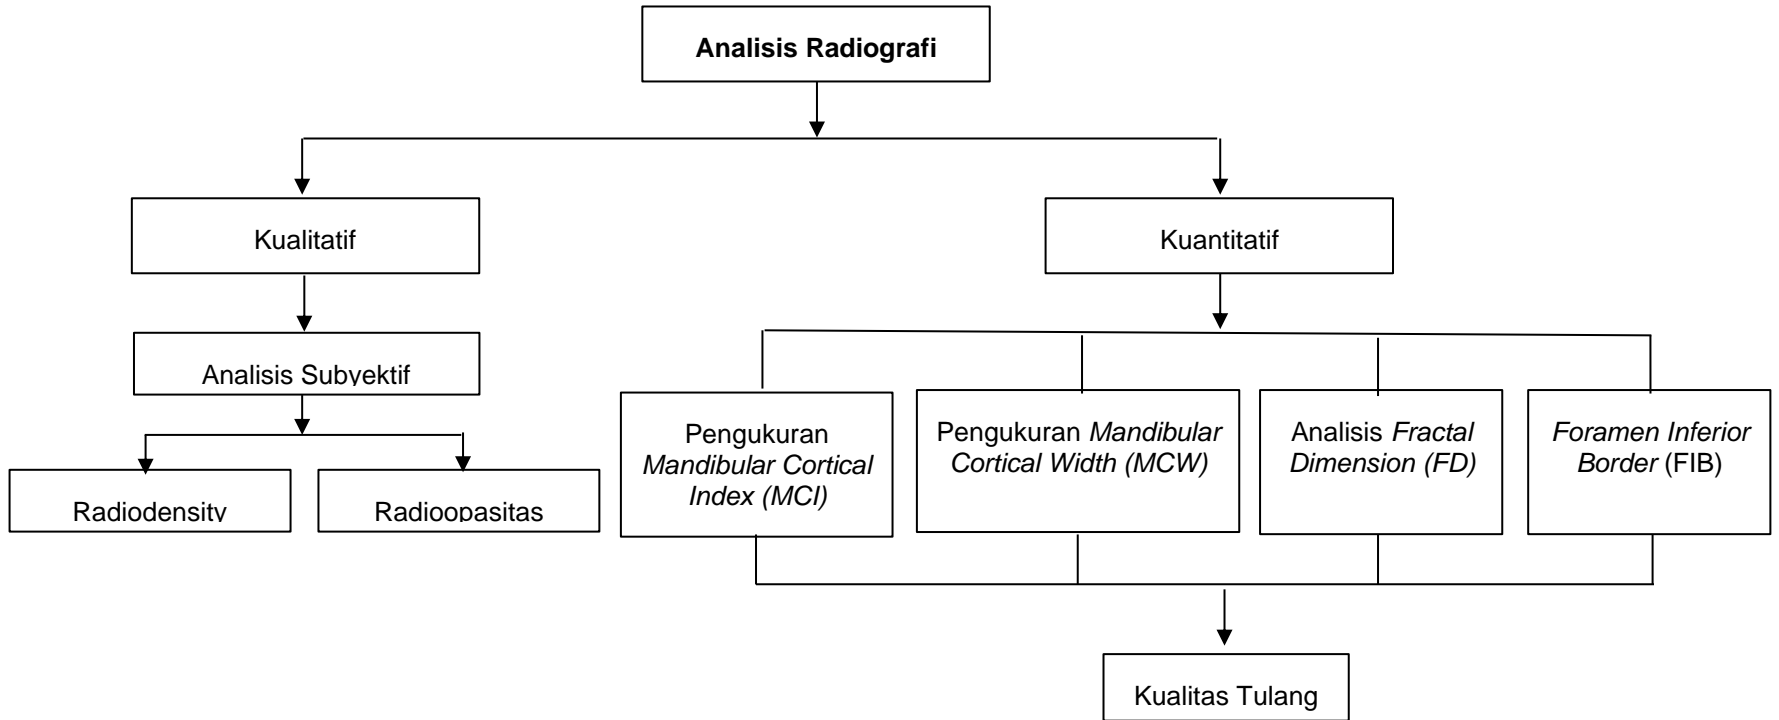 Analisis Radiografi
Kualitatif
Kuantitatif
Analisis Subyektif
Radiodensity
Radioopasitas
Pengukuran
Mandibular Cortical
Index (MCI)
Pengukuran Mandibular
Cortical Width (MCW)
Analisis Fractal
Dimension (FD)
Foramen Inferior
Border (FIB)
Kualitas Tulang